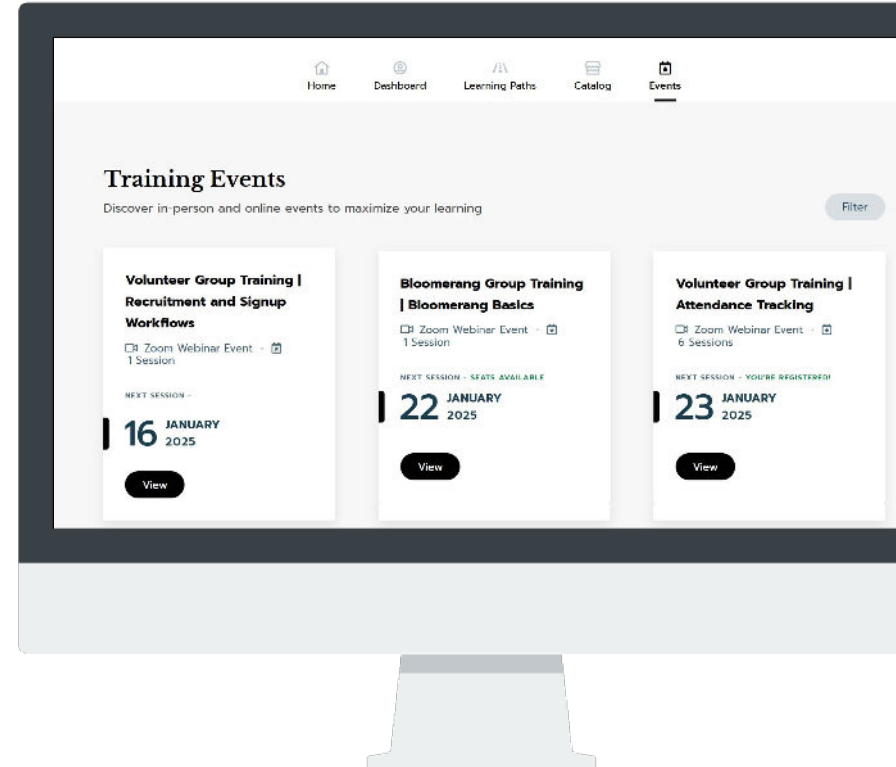 Home
Dashboard
Learning Paths
Catalog
Events
Training Events
Discover in-person and online events to maximize your learning
Filter
Volunteer Group Training |
Recruitment and Signup
Workflows
Zoom Webinar Event -
1 Session
NEXT SESSION -
16
JANUARY
2025
View
Bloomerang Group Training
| Bloomerang Basics
Zoom Webinar Event -
1 Session
NEXT SESSION - SEATS AVAILABLE
22
JANUARY
2025
View
Volunteer Group Training |
Attendance Tracking
Zoom Webinar Event -
6 Sessions
NEXT SESSION - YOU'RE REGISTERED!
23
JANUARY
2025
View